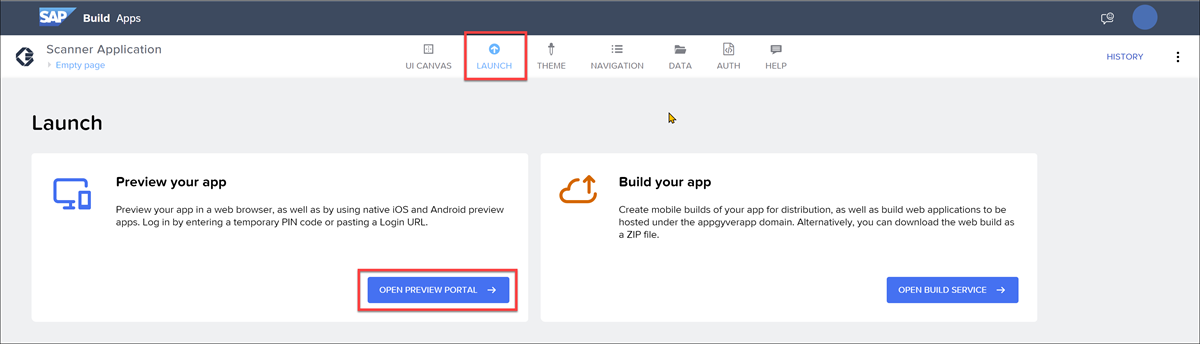 SAP Build Apps
Scanner Application
Empty page
UI CANVAS LAUNCH THEME NAVIGATION DATA AUTH HELP
HISTORY
Launch
Preview your app
Preview your app in a web browser, as well as by using native iOS and Android preview
apps. Log in by entering a temporary PIN code or pasting a Login URL.
OPEN PREVIEW PORTAL
Build your app
Create mobile builds of your app for distribution, as well as build web applications to be
hosted under the appgyverapp domain. Alternatively, you can download the web build as
a ZIP file.
OPEN BUILD SERVICE